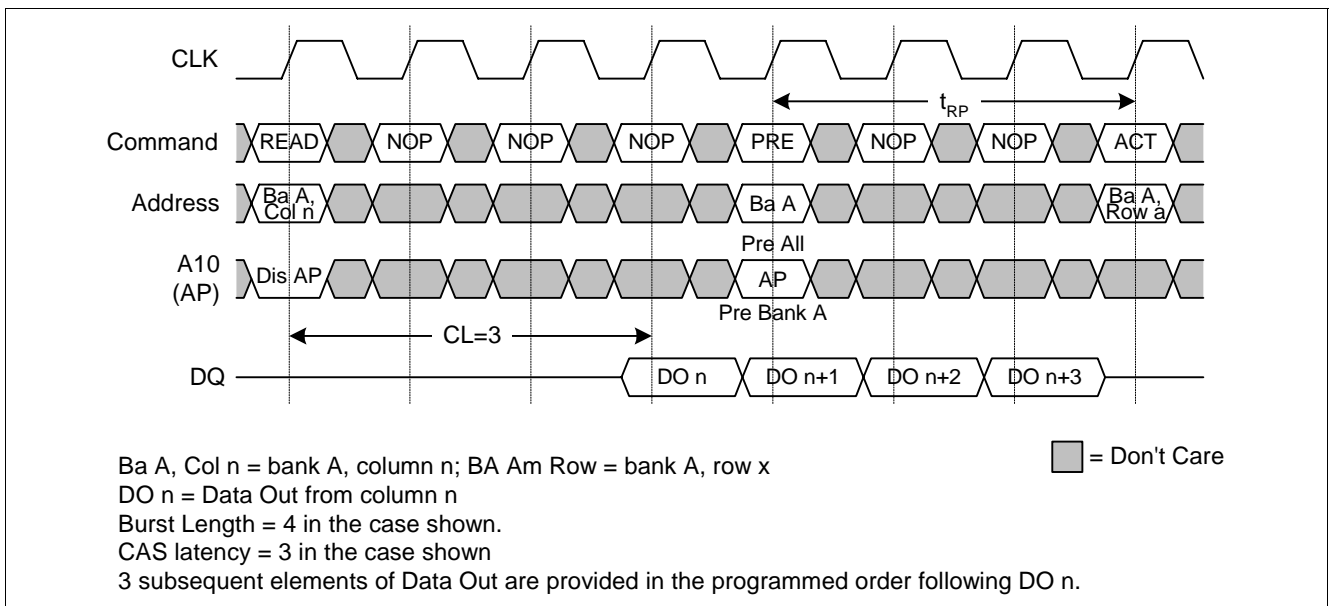 CLK
t_RP
Command READ NOP NOP NOP PRE NOP NOP ACT
Address Ba A, Col n Ba A Ba A, Row a
Pre All
A10 (AP) Dis AP AP
Pre Bank A
CL=3
DQ DO n DO n+1 DO n+2 DO n+3
Ba A, Col n = bank A, column n; BA Am Row = bank A, row x
= Don't Care
DO n = Data Out from column n
Burst Length = 4 in the case shown.
CAS latency = 3 in the case shown
3 subsequent elements of Data Out are provided in the programmed order following DO n.